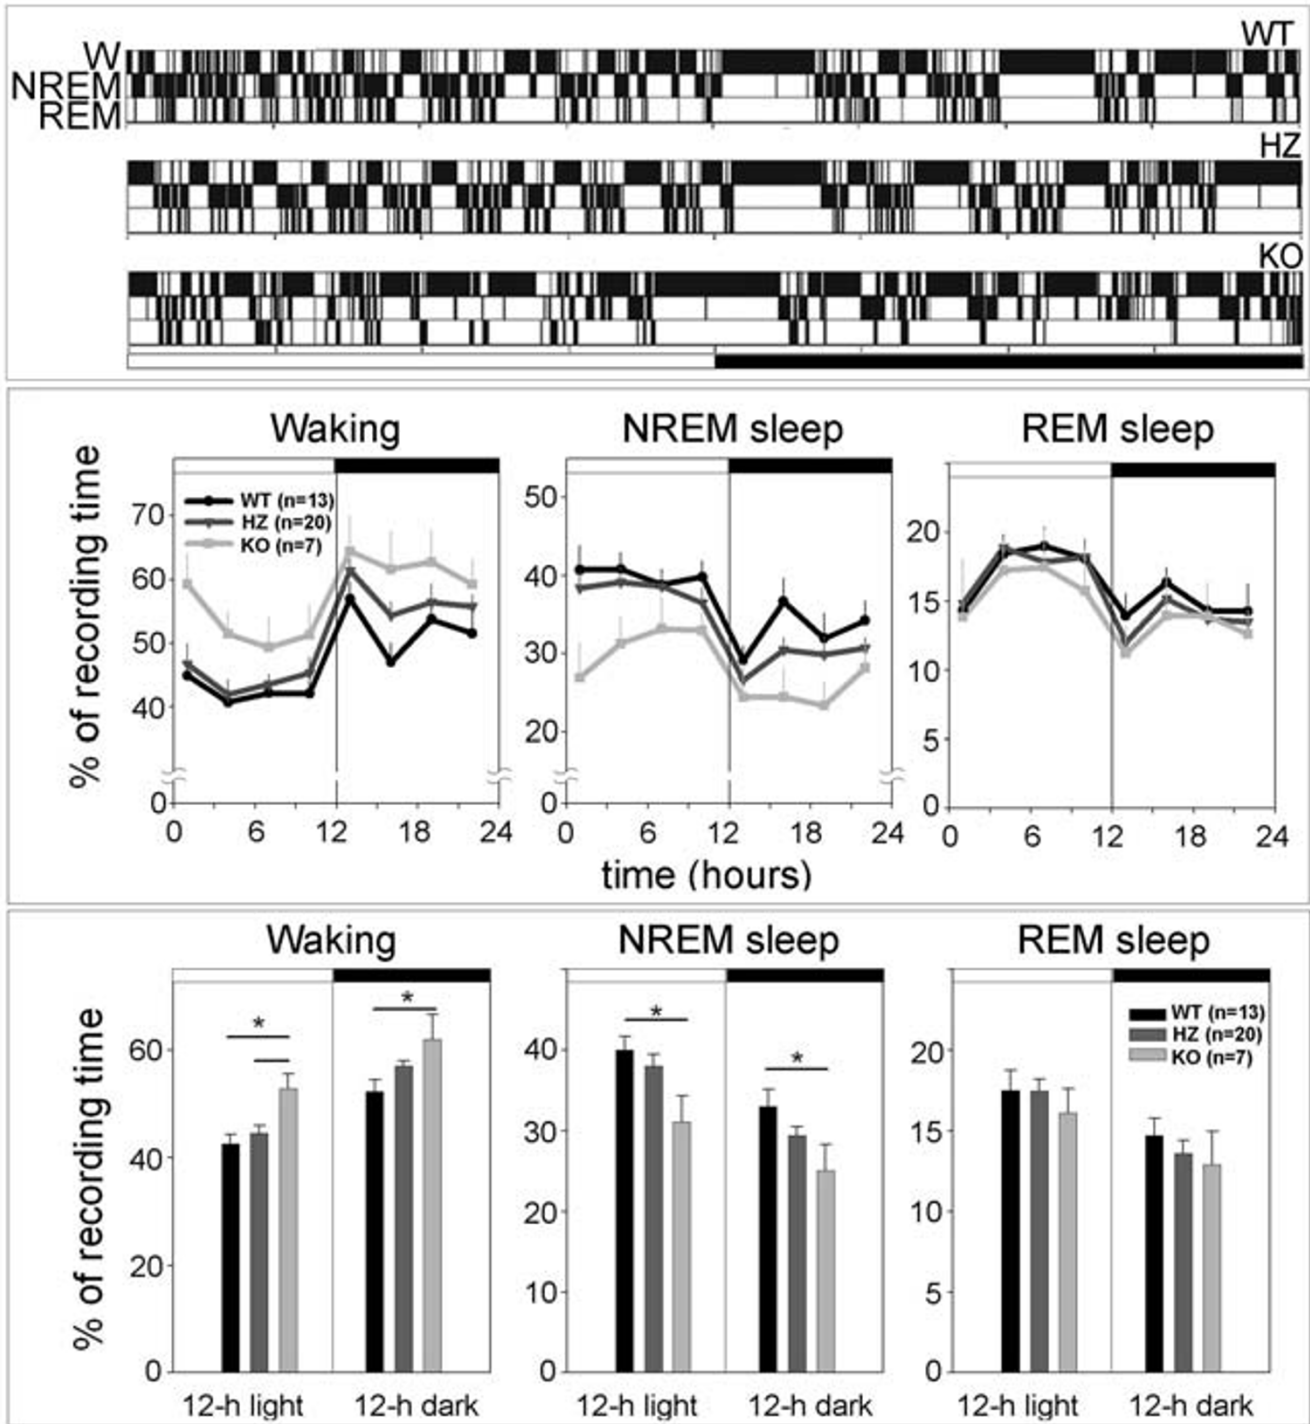 WT
W
NREM
REM
HZ
KO
Waking NREM sleep REM sleep
% of recording time
WT (n=13)
HZ (n=20)
KO (n=7)
70
60
50
40
0
50
40
30
20
0
20
15
10
5
0
0 6 12 18 24
0 6 12 18 24
0 6 12 18 24
time (hours)
Waking NREM sleep REM sleep
% of recording time
60
40
20
0
*
*
40
30
20
10
0
*
*
20
15
10
5
0
WT (n=13)
HZ (n=20)
KO (n=7)
12-h light 12-h dark
12-h light 12-h dark
12-h light 12-h dark